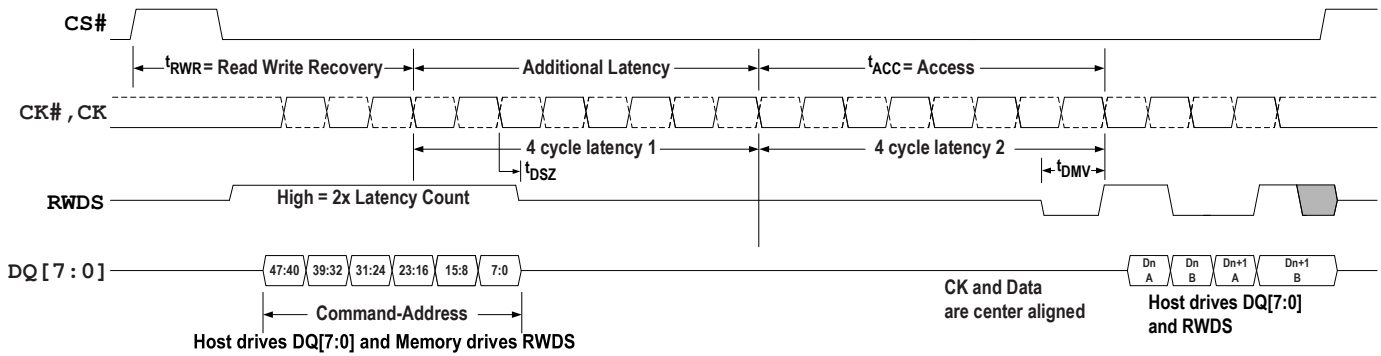 CS#
tRWR = Read Write Recovery
Additional Latency
tACC = Access
CK#,CK
4 cycle latency 1
4 cycle latency 2
tDSZ
tDMV
High = 2x Latency Count
RWDS
DQ[7:0]
47:40 39:32 31:24 23:16 15:8 7:0
Dn A
Dn B
Dn+1 A
Dn+1 B
CK and Data
are center aligned
Command-Address
Host drives DQ[7:0]
and RWDS
Host drives DQ[7:0] and Memory drives RWDS